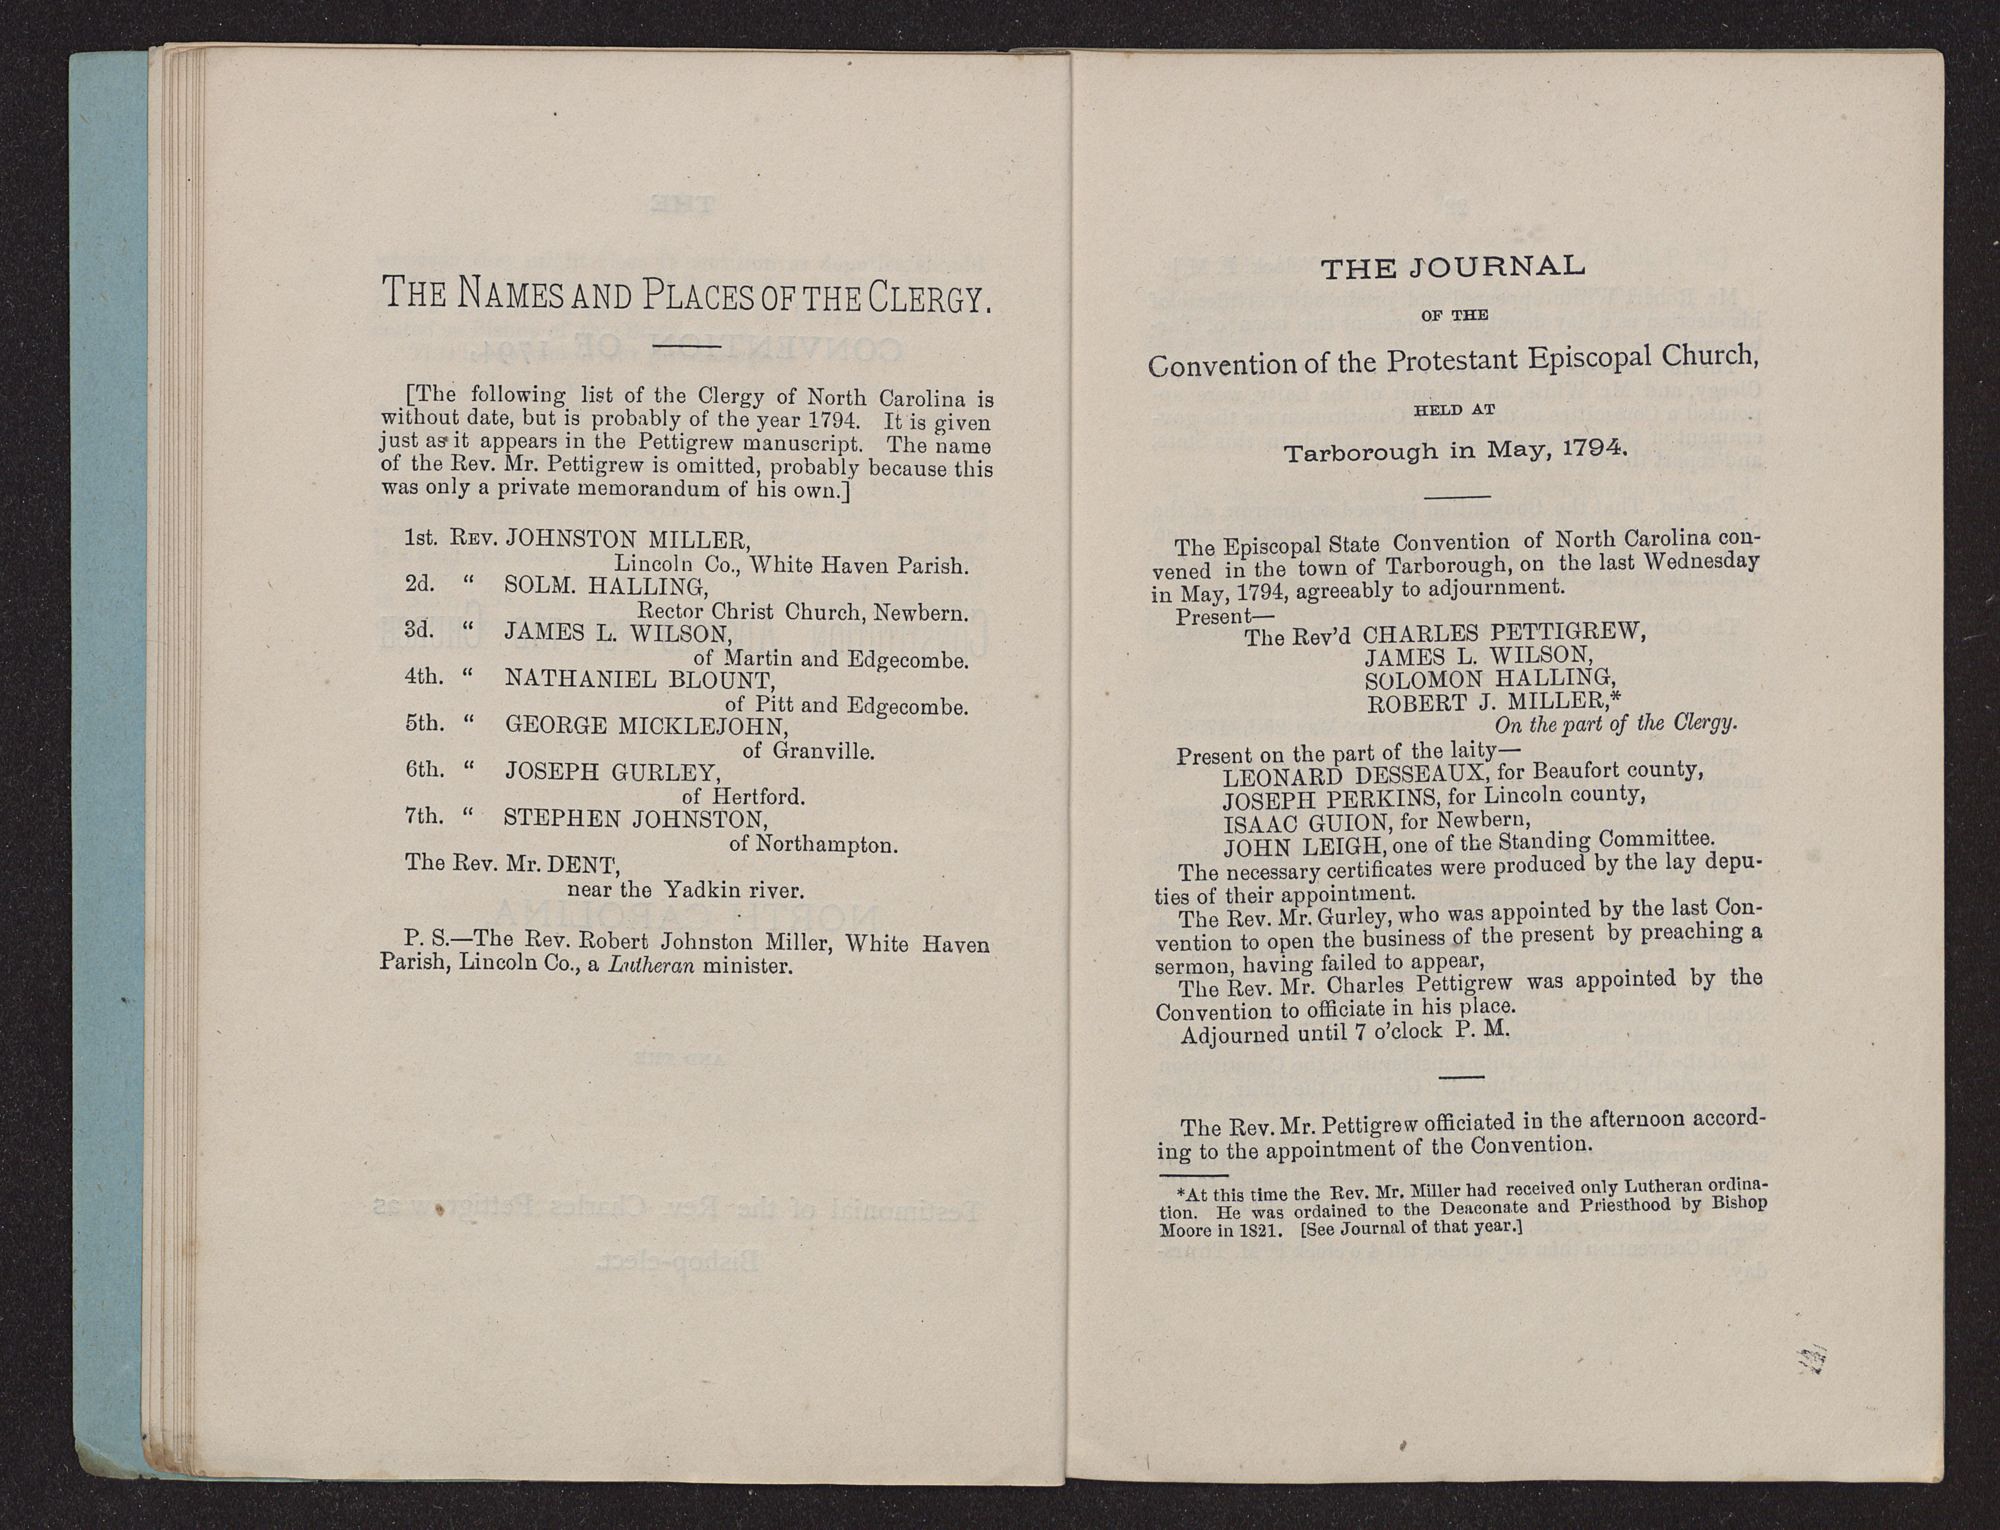 THE NAMES AND PLACES OF THE CLERGY.
[The following list of the Clergy of North Carolina is
without date, but is probably of the year 1794. It is given
just as it appears in the Pettigrew manuscript. The name
of the Rev. Mr. Pettigrew is omitted, probably because this
was only a private memorandum of his own.]
1st. REV. JOHNSTON MILLER,
Lincoln Co., White Haven Parish.
2d. “ SOLM. HALLING,
Rector Christ Church, Newbern.
3d. “ JAMES L. WILSON,
of Martin and Edgecombe.
4th. “ NATHANIEL BLOUNT,
of Pitt and Edgecombe.
5th. “ GEORGE MICKLEJOHN,
of Granville.
6th. “ JOSEPH GURLEY,
of Hertford.
7th. “ STEPHEN JOHNSTON,
of Northampton.
The Rev. Mr. DENT,
near the Yadkin river.
P. S.—The Rev. Robert Johnston Miller, White Haven
Parish, Lincoln Co., a Lutheran minister.
THE JOURNAL
OF THE
Convention of the Protestant Episcopal Church,
HELD AT
Tarborough in May, 1794.
The Episcopal State Convention of North Carolina con-
vened in the town of Tarborough, on the last Wednesday
in May, 1794, agreeably to adjournment.
Present—
The Rev'd CHARLES PETTIGREW,
JAMES L. WILSON,
SOLOMON HALLING,
ROBERT J. MILLER,*
On the part of the Clergy.
Present on the part of the laity—
LEONARD DESSEAUX, for Beaufort county,
JOSEPH PERKINS, for Lincoln county,
ISAAC GUION, for Newbern,
JOHN LEIGH, one of the Standing Committee.
The necessary certificates were produced by the lay depu-
ties of their appointment.
The Rev. Mr. Gurley, who was appointed by the last Con-
vention to open the business of the present by preaching a
sermon, having failed to appear,
The Rev. Mr. Charles Pettigrew was appointed by the
Convention to officiate in his place.
Adjourned until 7 o'clock P. M.
The Rev. Mr. Pettigrew officiated in the afternoon accord-
ing to the appointment of the Convention.
*At this time the Rev. Mr. Miller had received only Lutheran ordina-
tion. He was ordained to the Deaconate and Priesthood by Bishop
Moore in 1821. [See Journal of that year.]